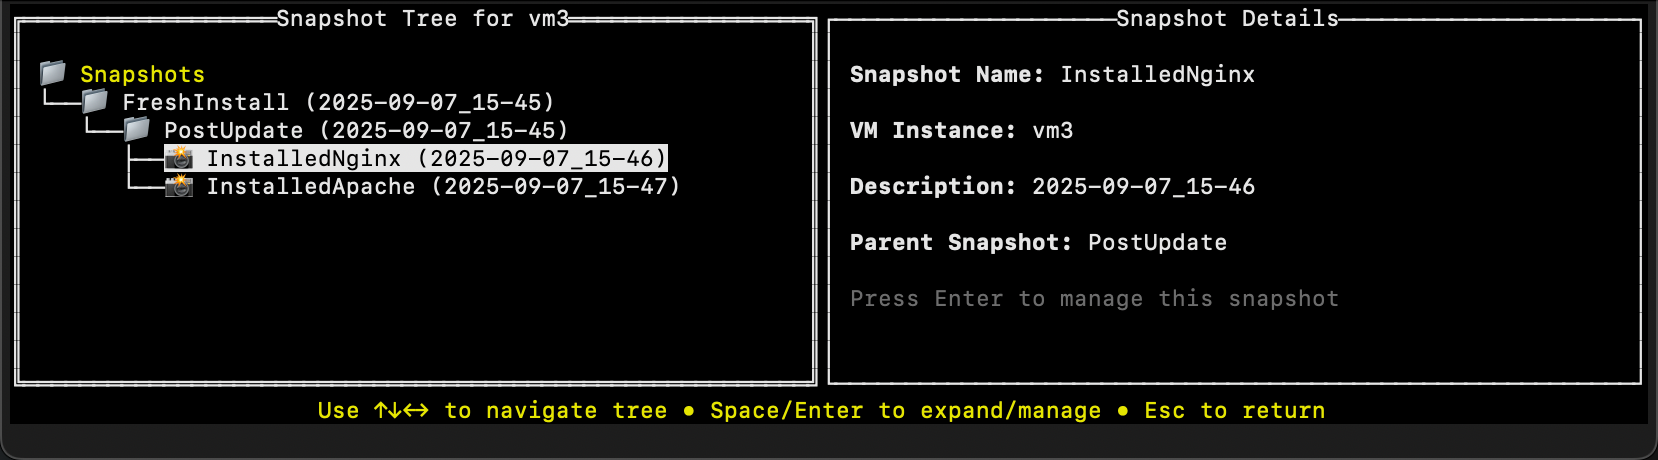 Snapshot Tree for vm3
Snapshots
FreshInstall (2025-09-07_15-45)
PostUpdate (2025-09-07_15-45)
InstalledNginx (2025-09-07_15-46)
InstalledApache (2025-09-07_15-47)
Snapshot Details
Snapshot Name: InstalledNginx
VM Instance: vm3
Description: 2025-09-07_15-46
Parent Snapshot: PostUpdate
Press Enter to manage this snapshot
Use ↑↓←→ to navigate tree • Space/Enter to expand/manage • Esc to return